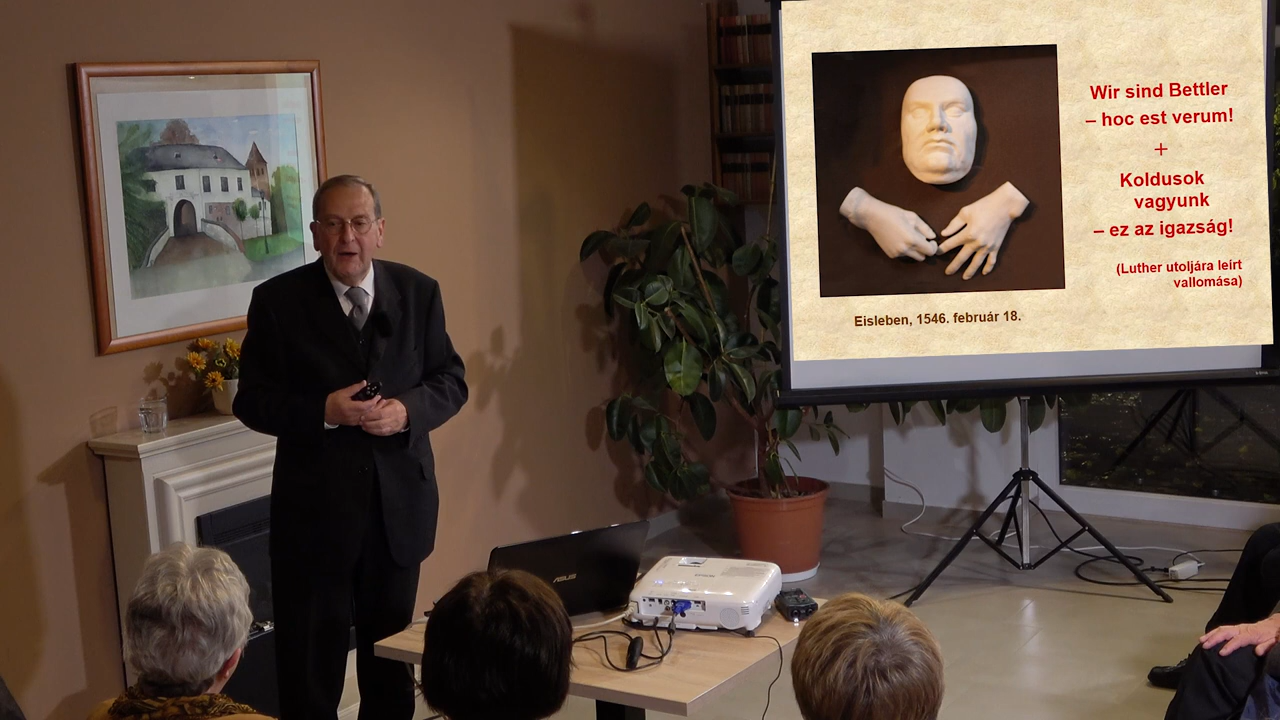 Wir sind Bettler
– hoc est verum!
+
Koldusok
vagyunk
– ez az igazság!
(Luther utoljára leírt
vallomása)
Eisleben, 1546. február 18.
ASUS